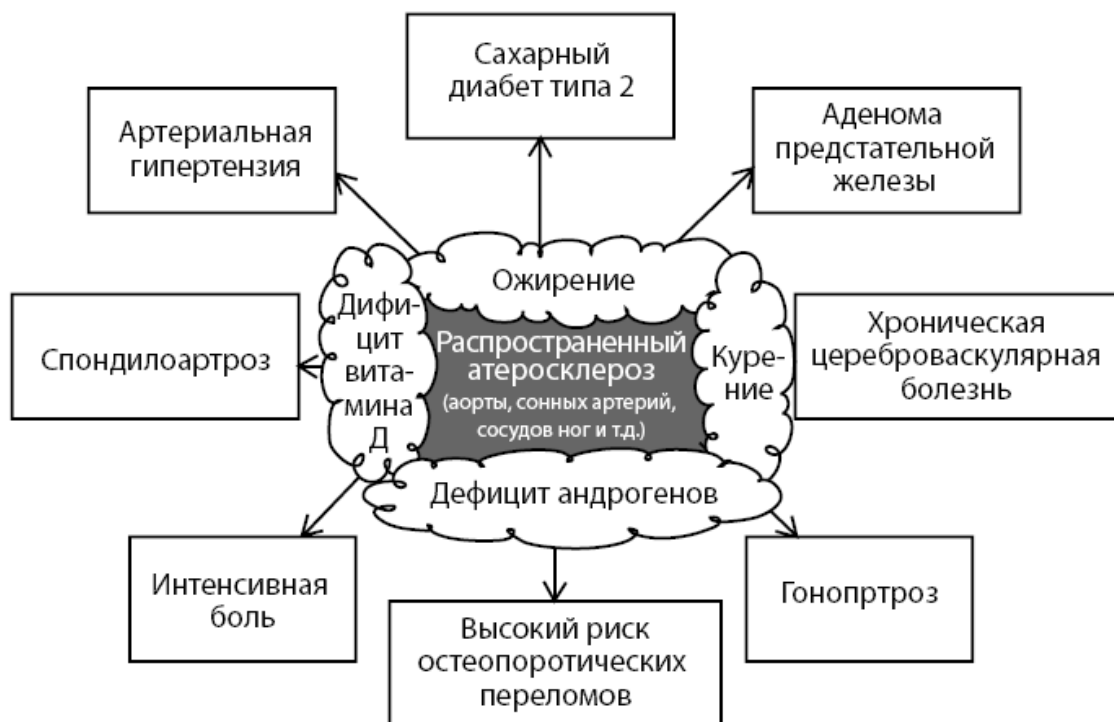 Сахарный
диабет типа 2
Артериальная
гипертензия
Аденома
предстательной
железы
Ожирение
Дифи-
цит
вита-
мина
Д
Распространенный
атеросклероз
(аорты, сонных артерий,
сосудов ног и т.д.)
Куре-
ние
Спондилоартроз
Хроническая
цереброваскулярная
болезнь
Дефицит андрогенов
Интенсивная
боль
Высокий риск
остеопоротических
переломов
Гонопртроз